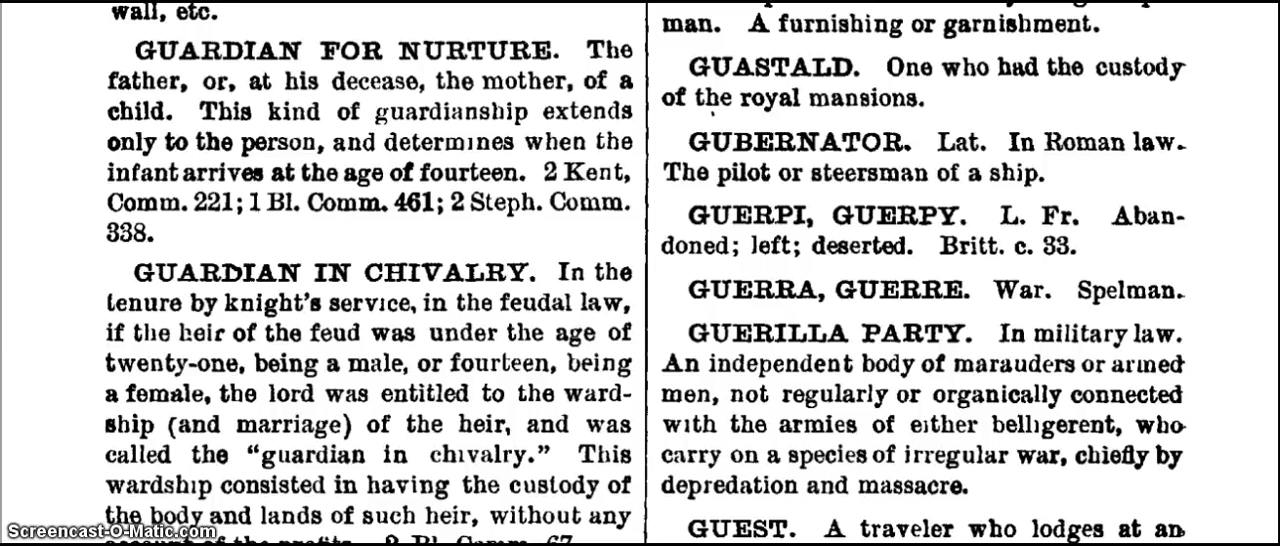 wall, etc.
GUARDIAN FOR NURTURE. The
father, or, at his decease, the mother, of a
child. This kind of guardianship extends
only to the person, and determines when the
infant arrives at the age of fourteen. 2 Kent,
Comm. 221; 1 Bl. Comm. 461; 2 Steph. Comm.
338.
GUARDIAN IN CHIVALRY. In the
tenure by knight's service, in the feudal law,
if the heir of the feud was under the age of
twenty-one, being a male, or fourteen, being
a female, the lord was entitled to the ward-
ship (and marriage) of the heir, and was
called the “guardian in chivalry.” This
wardship consisted in having the custody of
the body and lands of such heir, without any
account of the profits. 2 Bl. Comm. 67.
man. A furnishing or garnishment.
GUASTALD. One who had the custody
of the royal mansions.
GUBERNATOR. Lat. In Roman law.
The pilot or steersman of a ship.
GUERPI, GUERPY. L. Fr. Aban-
doned; left; deserted. Britt. c. 33.
GUERRA, GUERRE. War. Spelman.
GUERILLA PARTY. In military law.
An independent body of marauders or armed
men, not regularly or organically connected
with the armies of either belligerent, who
carry on a species of irregular war, chiefly by
depredation and massacre.
GUEST. A traveler who lodges at an
Screencast-O-Matic.com